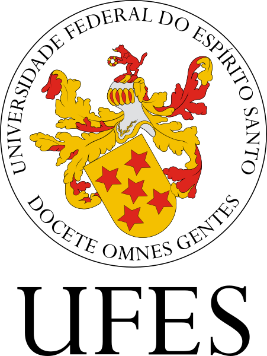 UNIVERSIDADE FEDERAL DO ESPÍRITO SANTO
DOCETE OMNES GENTES
UFES